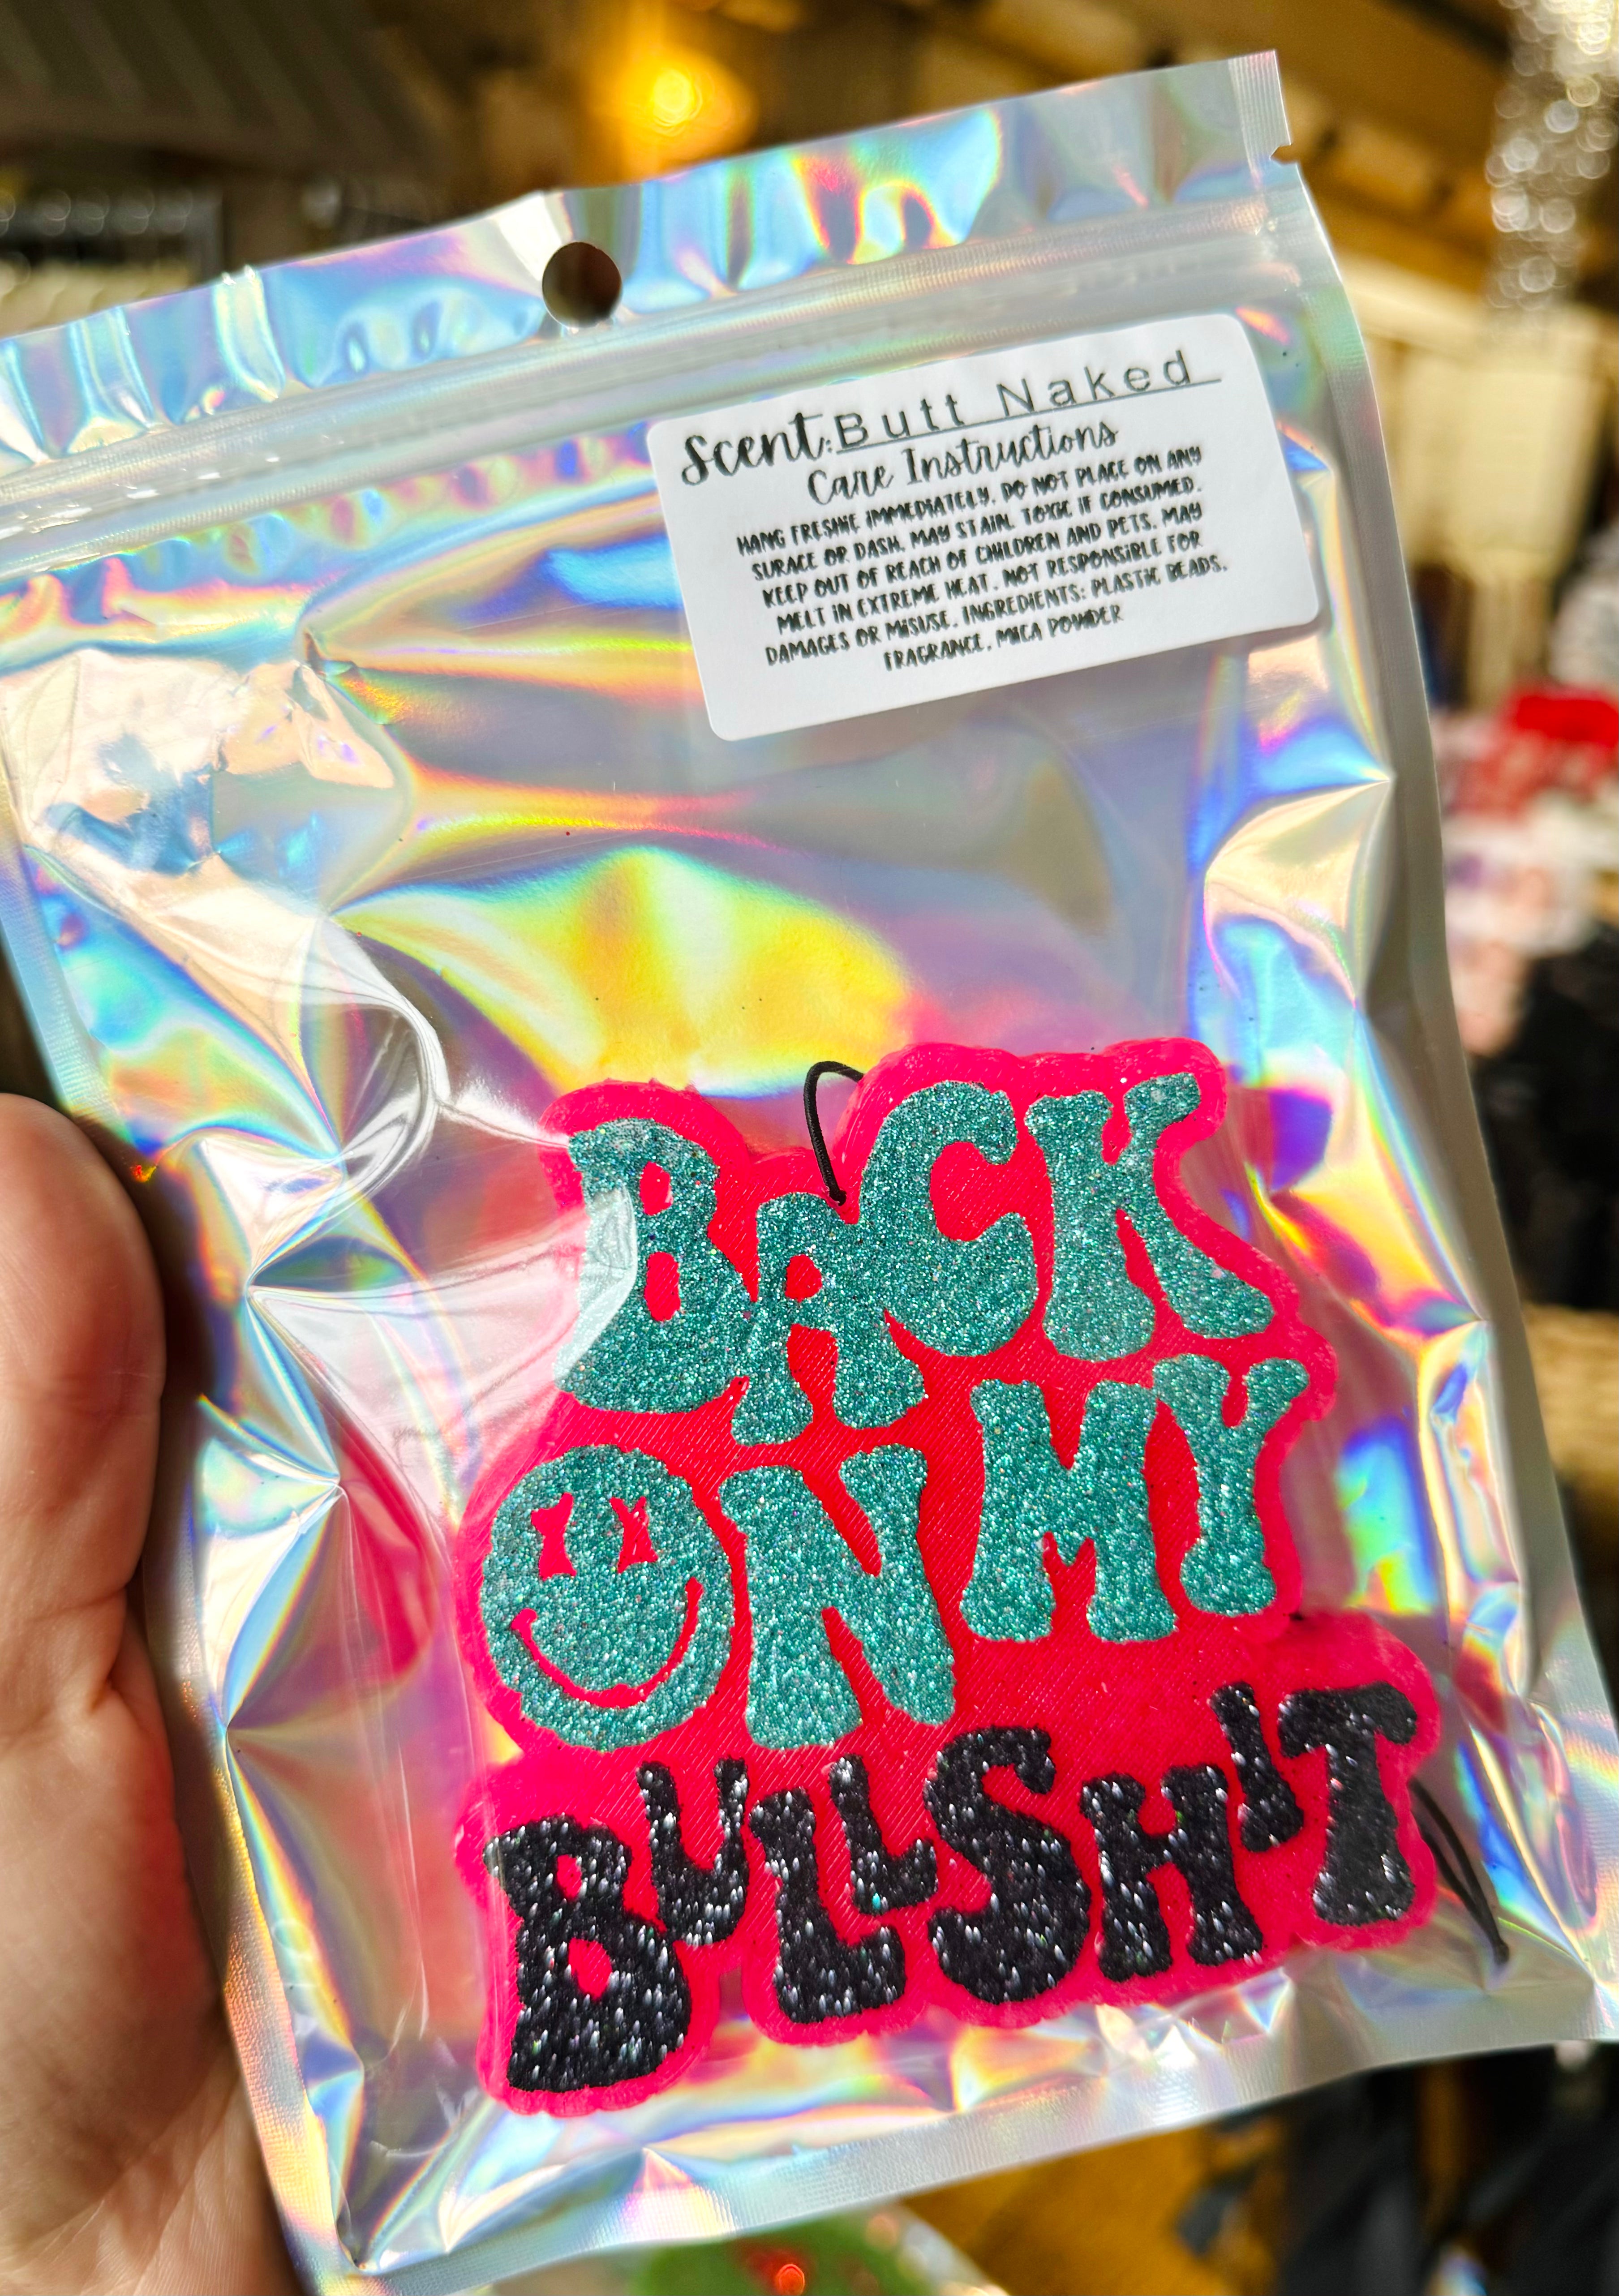 Scent: Butt Naked
Care Instructions
HANG FRESHIE IMMEDIATELY. DO NOT PLACE ON ANY
SURACE OR DASH, MAY STAIN. TOXIC IF CONSUMED.
KEEP OUT OF REACH OF CHILDREN AND PETS. MAY
MELT IN EXTREME HEAT. NOT RESPONSIBLE FOR
DAMAGES OR MISUSE. INGREDIENTS: PLASTIC BEADS,
FRAGRANCE, MICA POWDER
BACK
ON MY
BULLSHIT